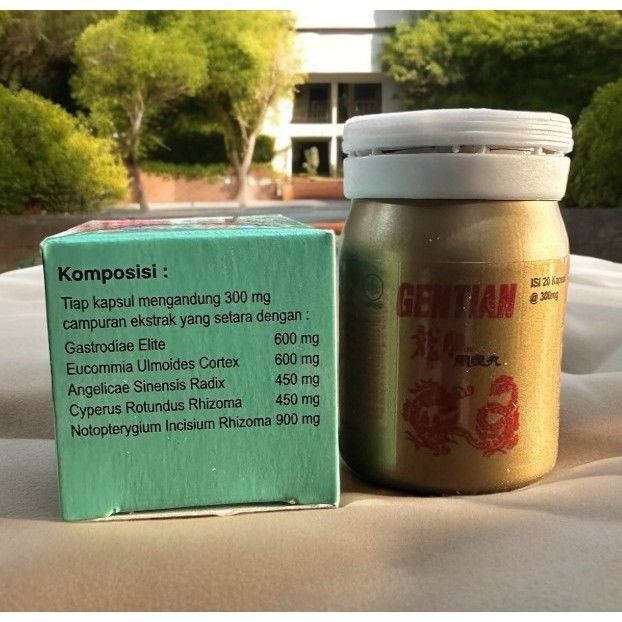 Komposisi :
Tiap kapsul mengandung 300 mg
campuran ekstrak yang setara dengan :
Gastrodiae Elite 600 mg
Eucommia Ulmoides Cortex 600 mg
Angelicae Sinensis Radix 450 mg
Cyperus Rotundus Rhizoma 450 mg
Notopterygium Incisium Rhizoma 900 mg
ISI 20 Kapsul
@ 300mg
GENTIAN